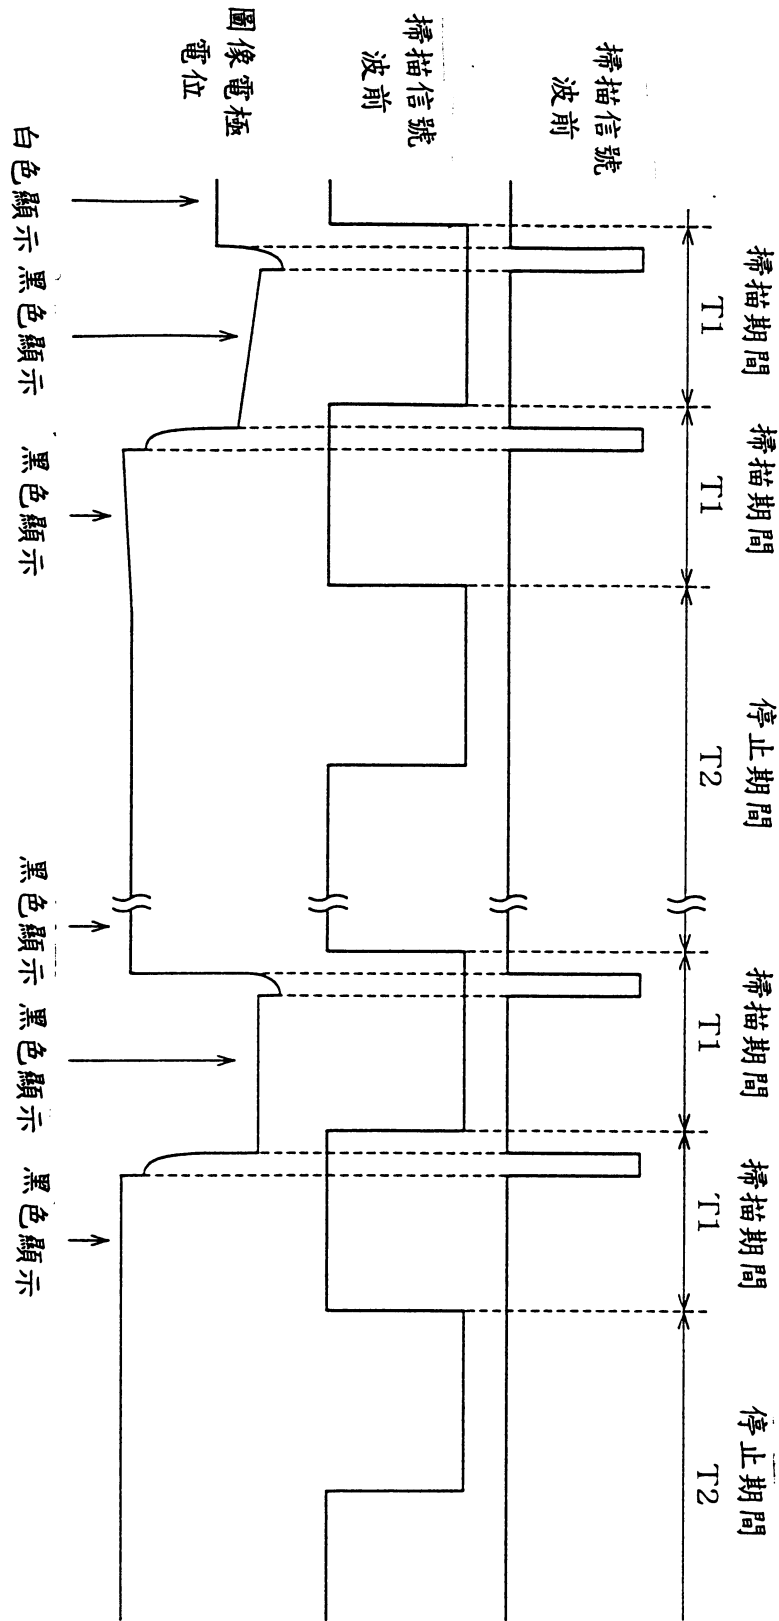 掃描期間
掃描期間
停止期間
掃描期間
掃描期間
停止期間
T1
T1
T2
T1
T1
T2
掃描信號
波前
掃描信號
波前
圖像電極
電位
白色顯示
黑色顯示
黑色顯示
黑色顯示
黑色顯示
黑色顯示